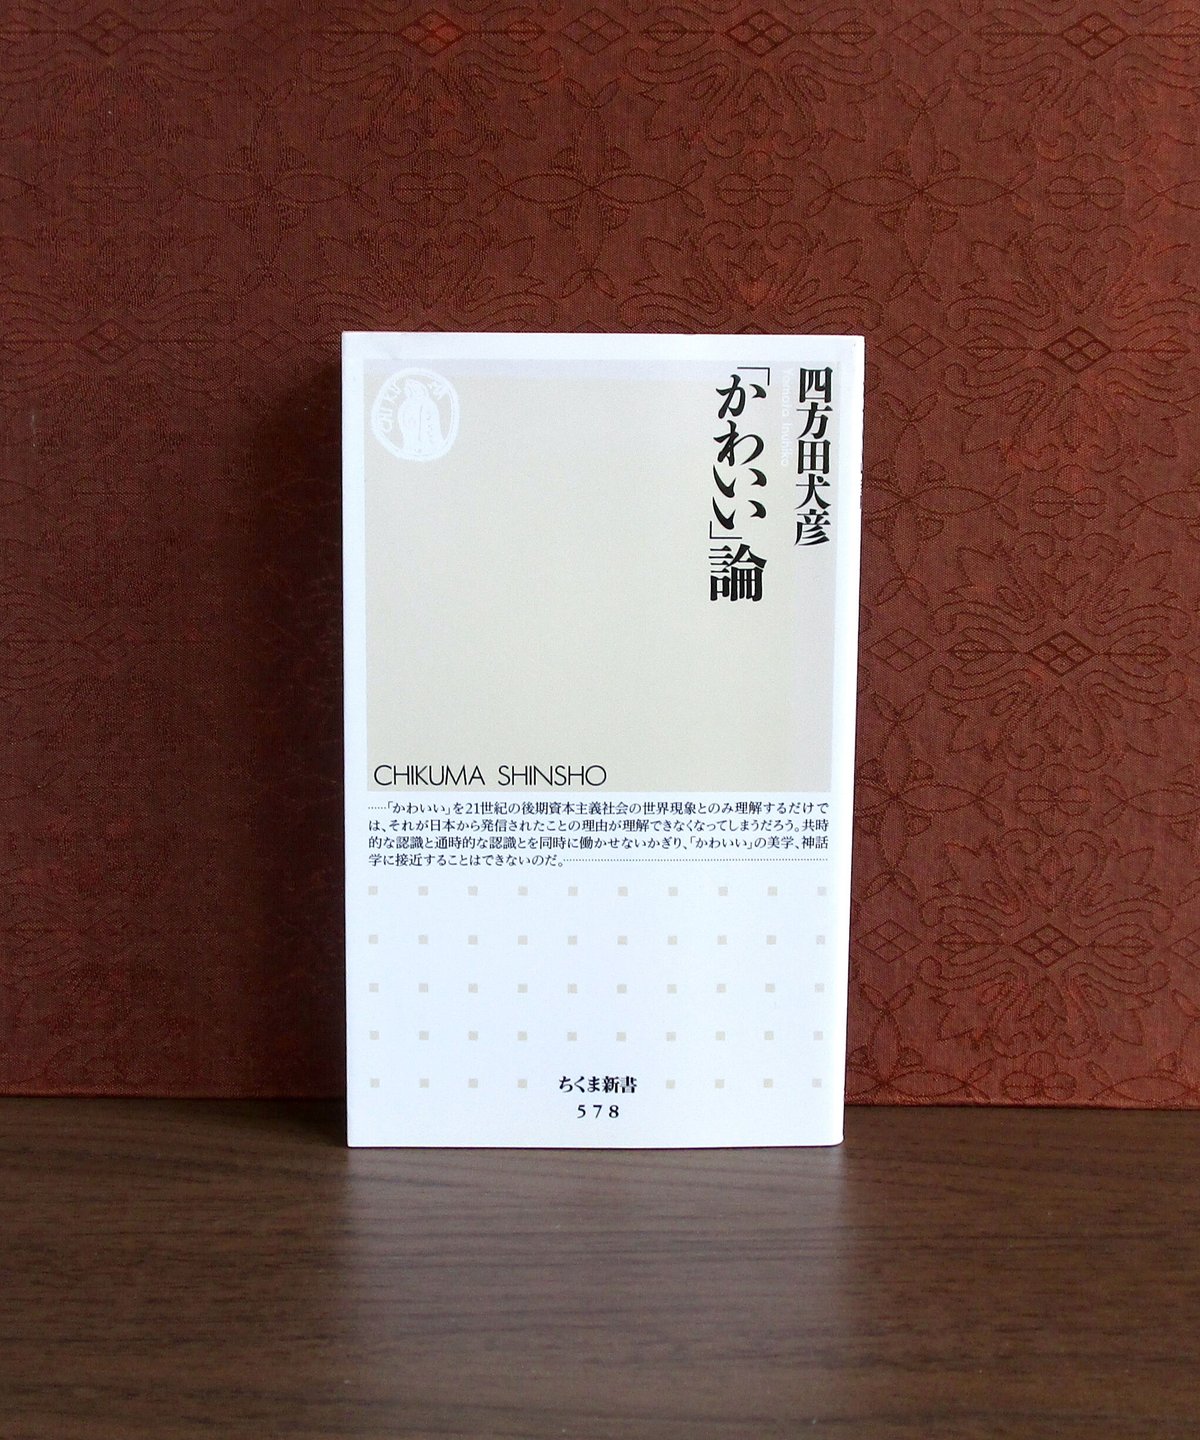 四方田犬彦
Yomota Inuhiko
「かわいい」論
CHIKUMA SHINSHO
……「かわいい」を21世紀の後期資本主義社会の世界現象とのみ理解するだけで
は、それが日本から発信されたことの理由が理解できなくなってしまうだろう。共時
的な認識と通時的な認識とを同時に働かせないかぎり、「かわいい」の美学、神話
学に接近することはできないのだ。……
ちくま新書
578